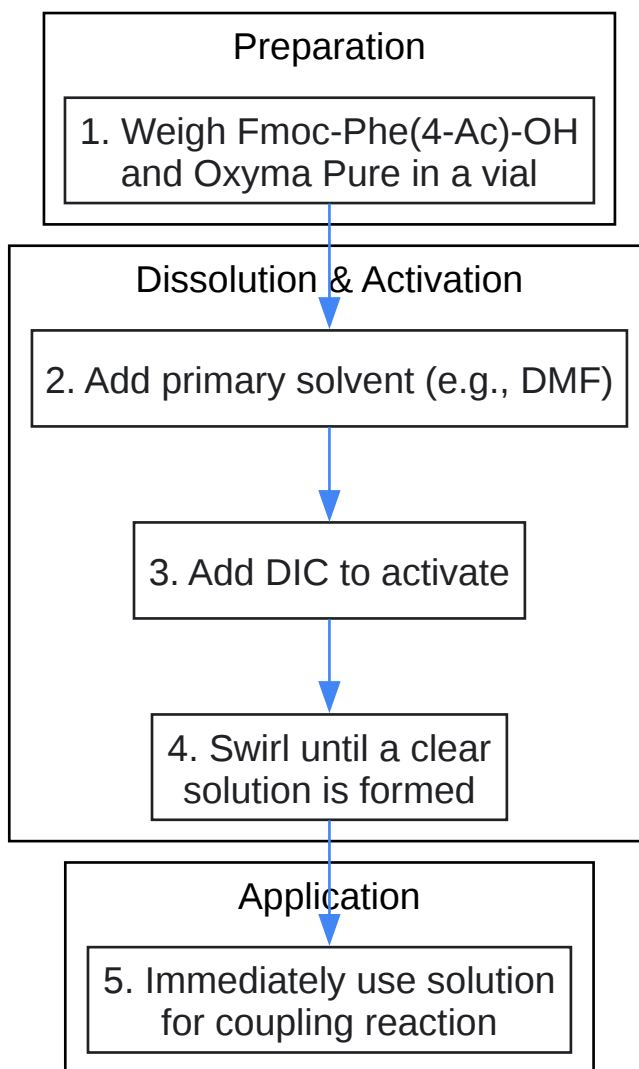 Preparation
1. Weigh Fmoc-Phe(4-Ac)-OH
and Oxyma Pure in a vial
Dissolution & Activation
2. Add primary solvent (e.g., DMF)
3. Add DIC to activate
4. Swirl until a clear
solution is formed
Application
5. Immediately use solution
for coupling reaction